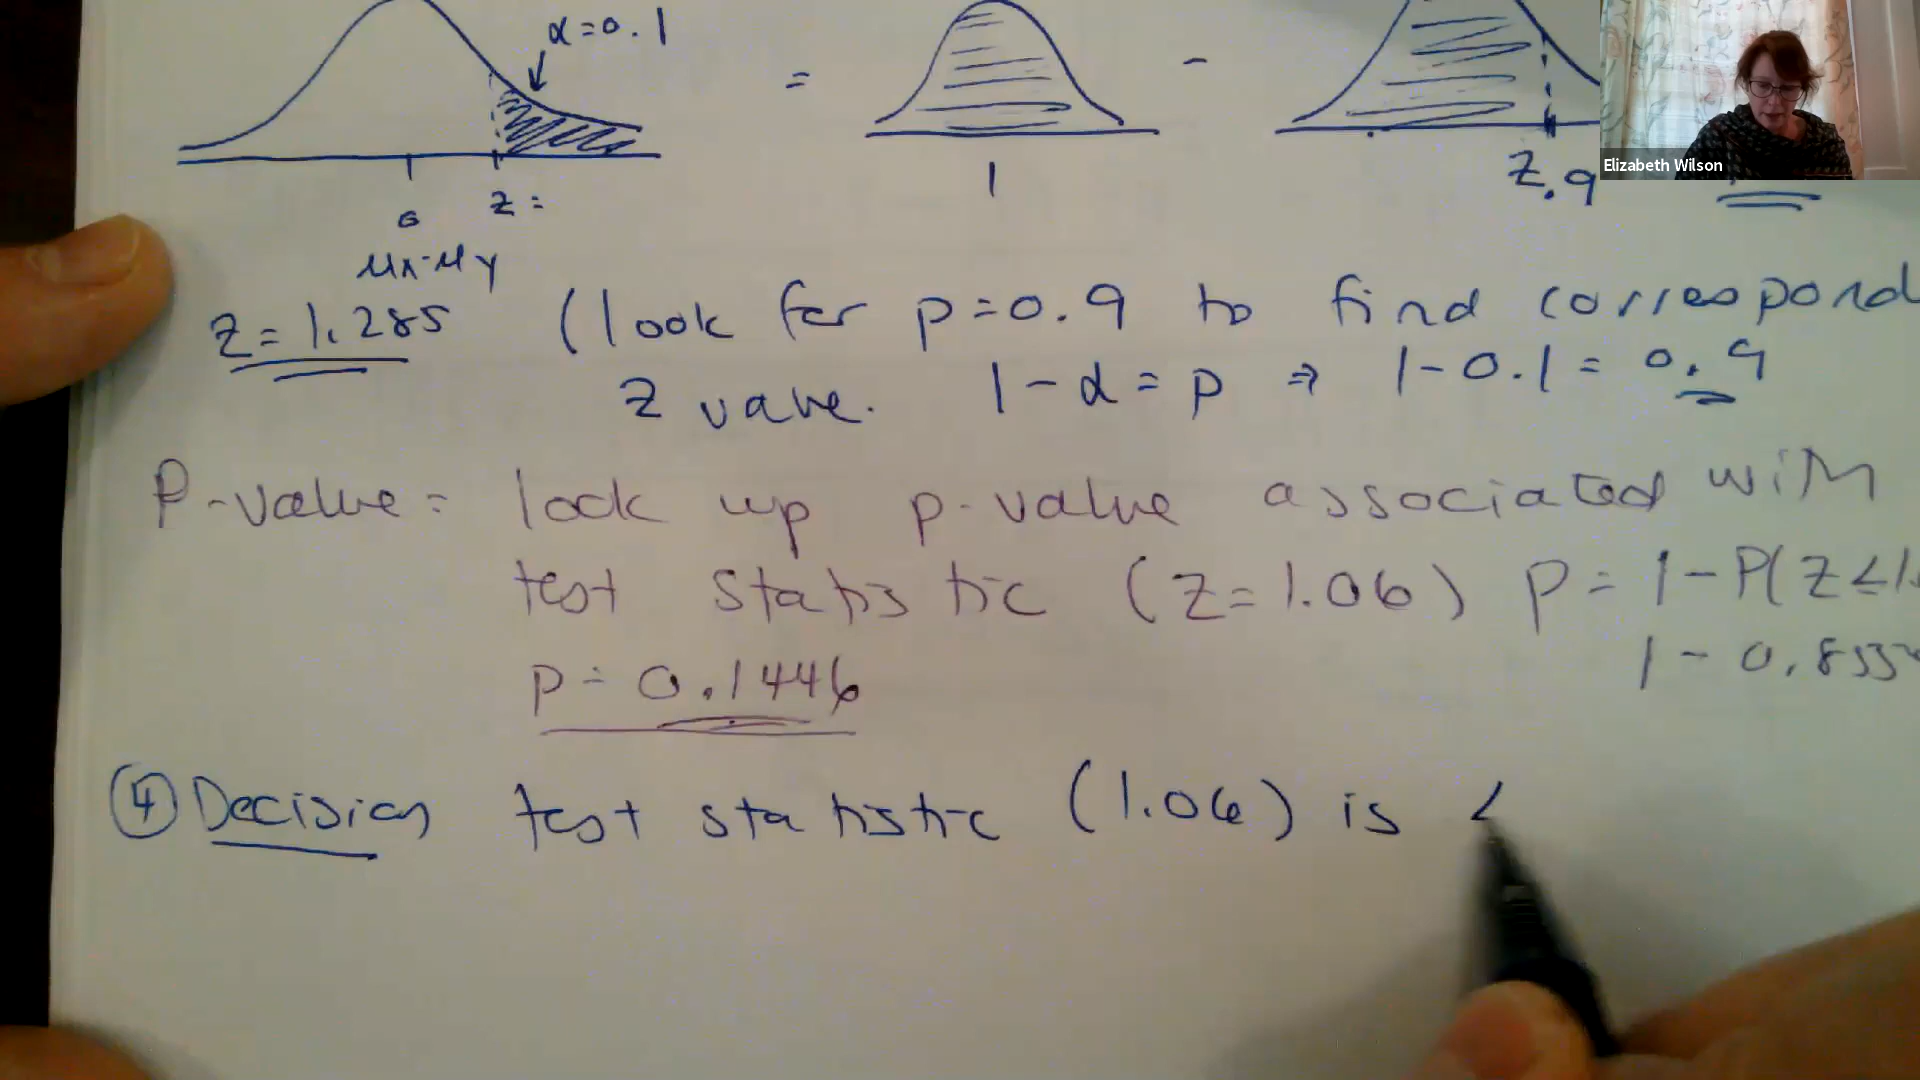 α=0.1
=
-
1
z.9
0
z=
μx-μy
z=1.285 (look for p=0.9 to find correspond
z value. 1-α=p ⇒ 1-0.1=0.9
P-value: look up p-value associated with
test statistic (z=1.06) p=1-P(Z≤1.
1-0.855
p=0.1446
④ Decision test statistic (1.06) is <
Elizabeth Wilson